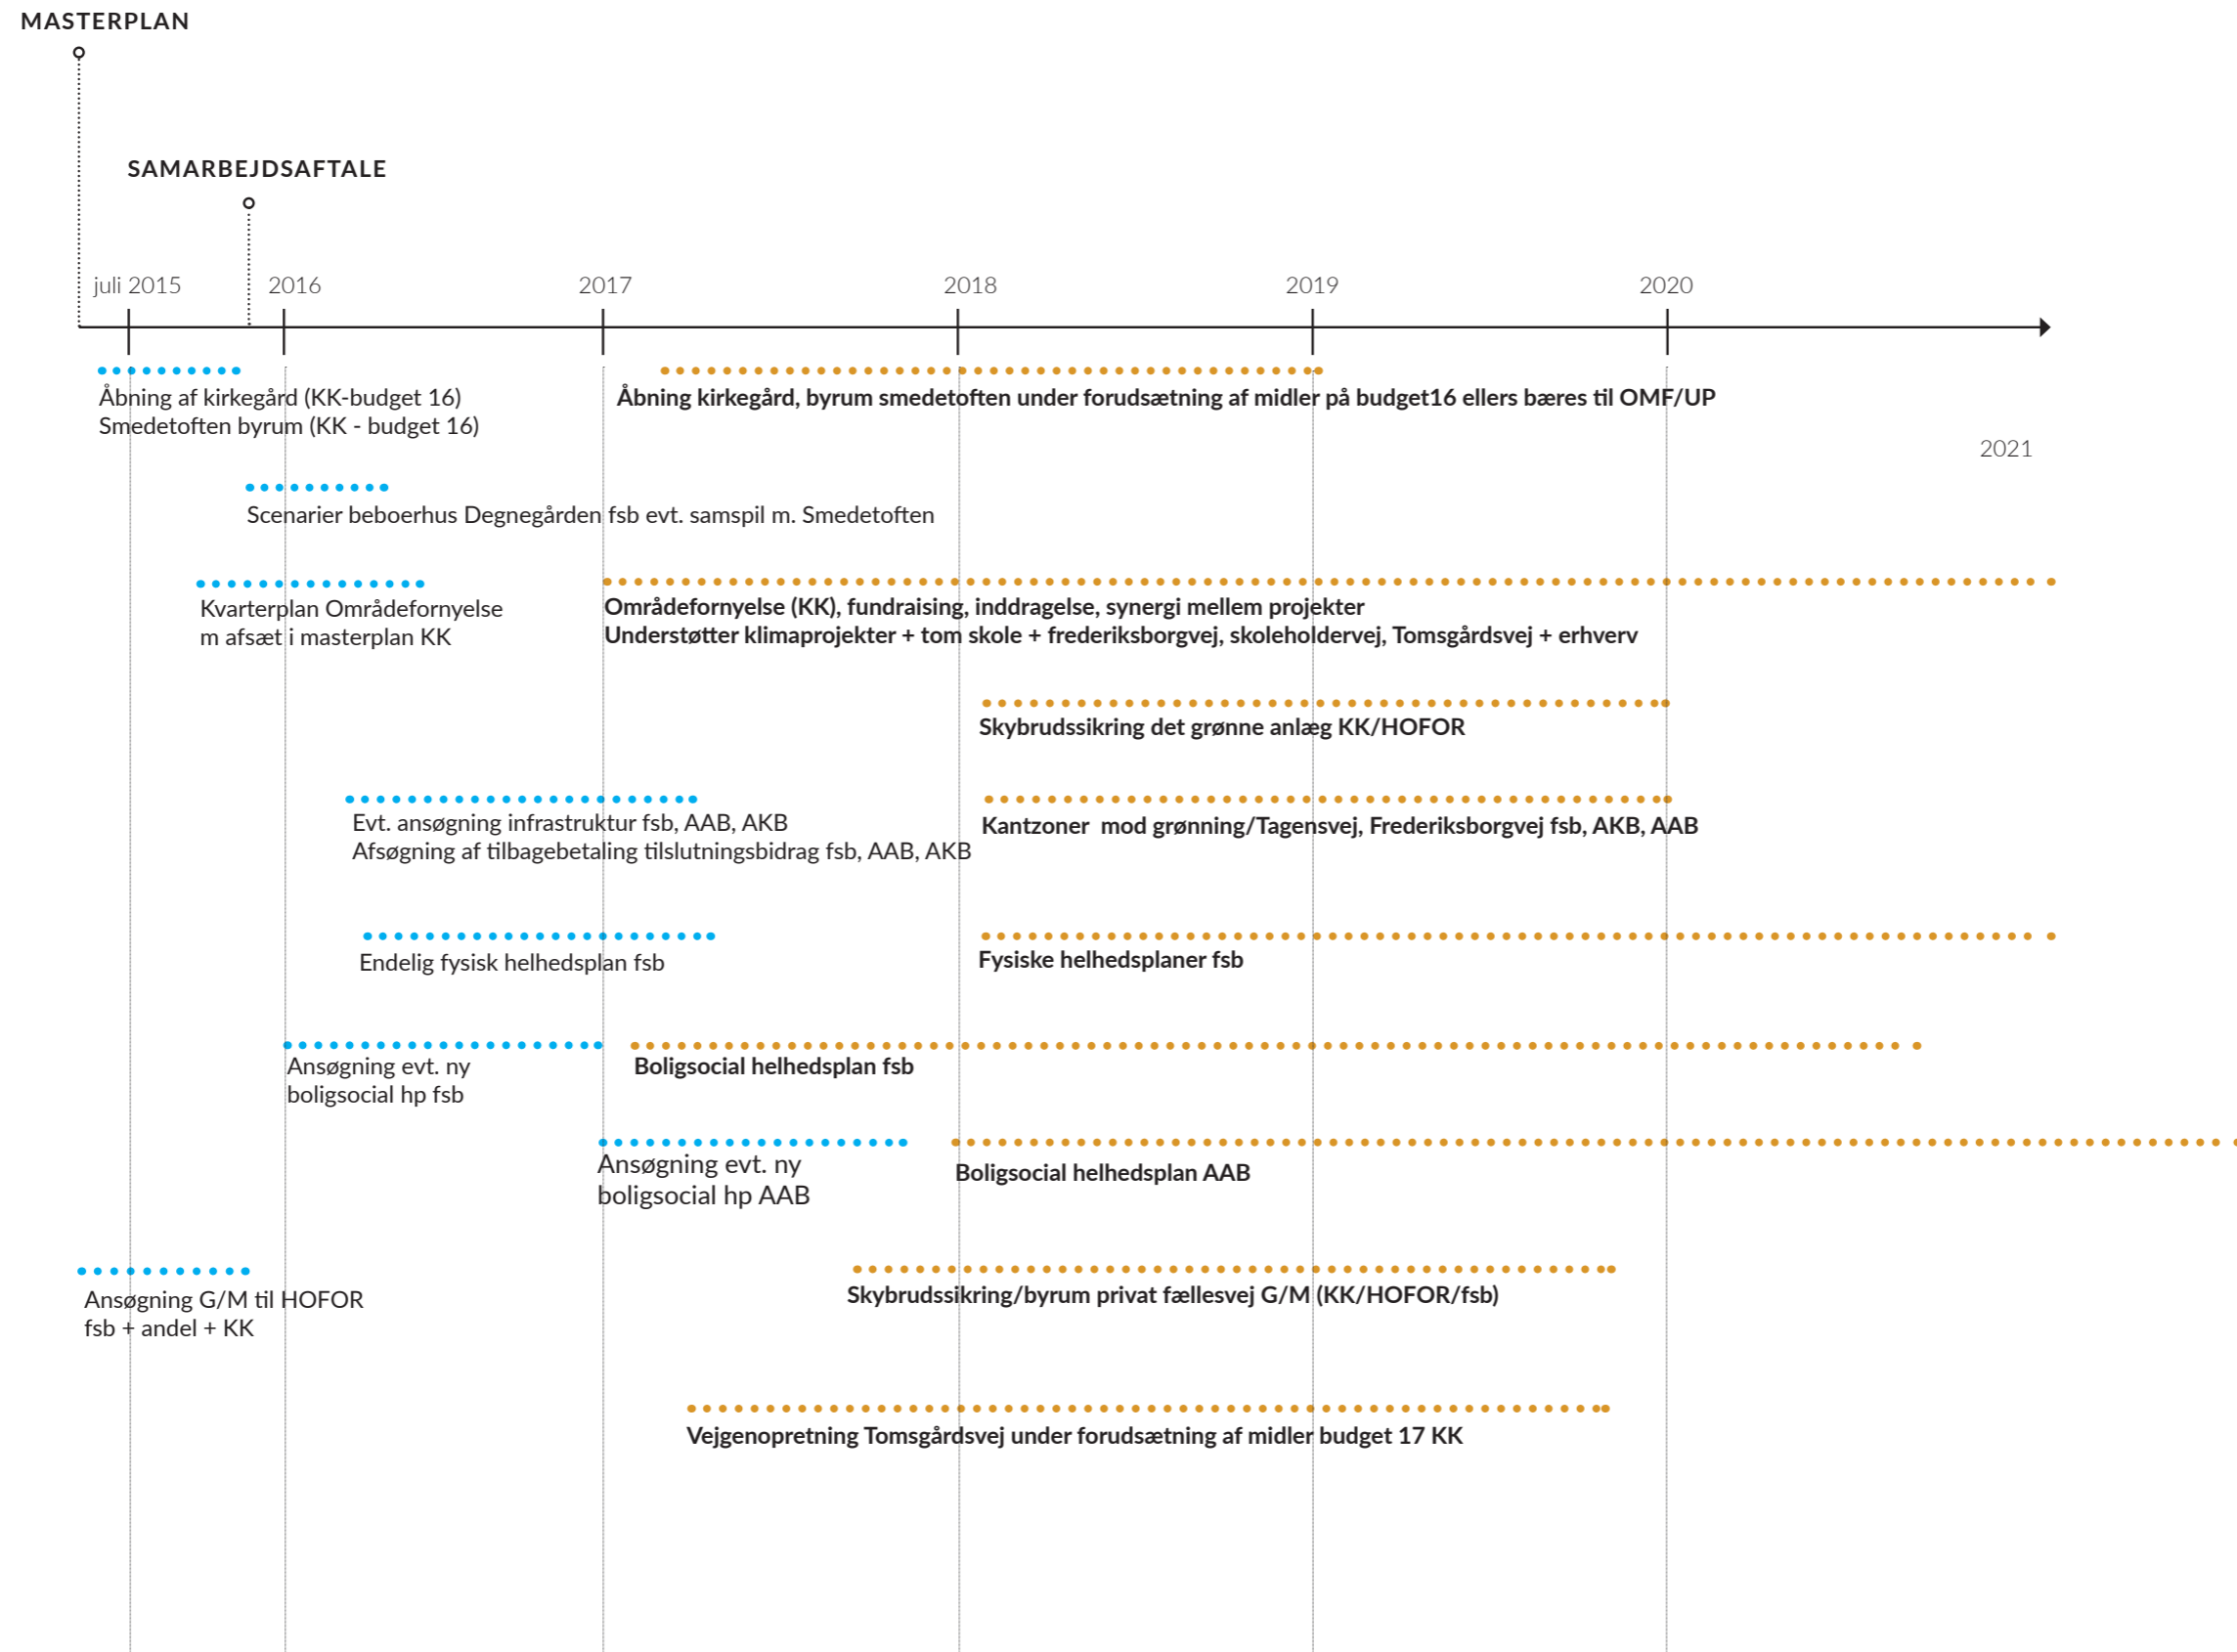 MASTERPLAN
SAMARBEJDSAFTALE
juli 2015
2016
2017
2018
2019
2020
Åbning af kirkegård (KK-budget 16)
Smedetoften byrum (KK - budget 16)
Åbning kirkegård, byrum smedetoften under forudsætning af midler på budget16 ellers bæres til OMF/UP
2021
Scenarier beboerhus Degnegården fsb evt. samspil m. Smedetoften
Kvarterplan Områdefornyelse
m afsæt i masterplan KK
Områdefornyelse (KK), fundraising, inddragelse, synergi mellem projekter
Understøtter klimaprojekter + tom skole + frederiksborgvej, skoleholdervej, Tomsgårdsvej + erhverv
Skybrudssikring det grønne anlæg KK/HOFOR
Evt. ansøgning infrastruktur fsb, AAB, AKB
Afsøgning af tilbagebetaling tilslutningsbidrag fsb, AAB, AKB
Kantzoner  mod grønning/Tagensvej, Frederiksborgvej fsb, AKB, AAB
Endelig fysisk helhedsplan fsb
Fysiske helhedsplaner fsb
Ansøgning evt. ny
boligsocial hp fsb
Boligsocial helhedsplan fsb
Ansøgning evt. ny
boligsocial hp AAB
Boligsocial helhedsplan AAB
Ansøgning G/M til HOFOR
fsb + andel + KK
Skybrudssikring/byrum privat fællesvej G/M (KK/HOFOR/fsb)
Vejgenopretning Tomsgårdsvej under forudsætning af midler budget 17 KK